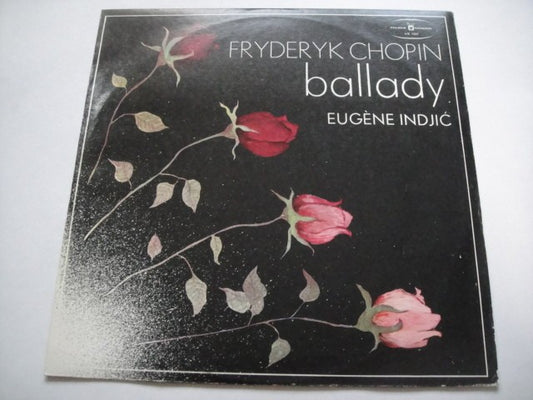 FRYDERYK CHOPIN
ballady
EUGÈNE INDJIĆ